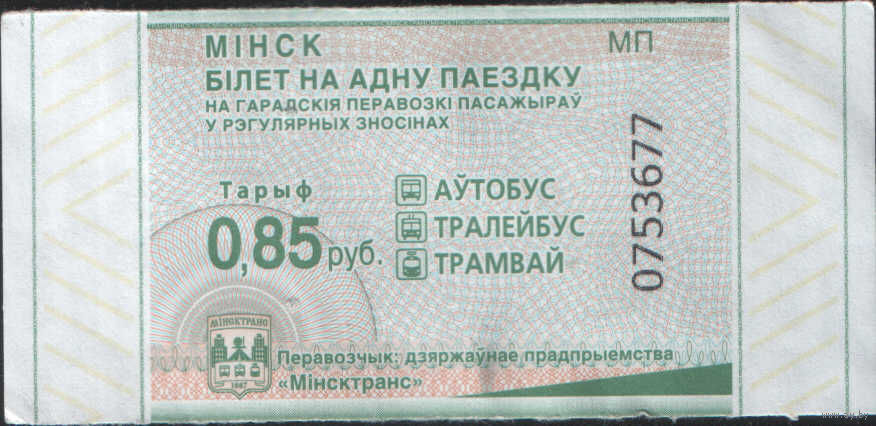 МІНСК
МП
БІЛЕТ НА АДНУ ПАЕЗДКУ
НА ГАРАДСКІЯ ПЕРАВОЗКІ ПАСАЖЫРАЎ
У РЭГУЛЯРНЫХ ЗНОСІНАХ
0753677
Тарыф
0,85 руб.
АЎТОБУС
ТРАЛЕЙБУС
ТРАМВАЙ
МІНСКТРАНС
Перавозчык: дзяржаўнае прадпрыемства
«Мінсктранс»